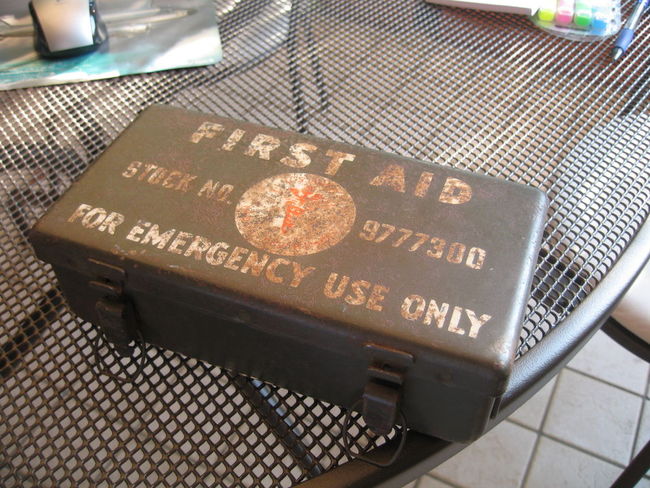 FIRST AID
STOCK NO. 9777300
FOR EMERGENCY USE ONLY